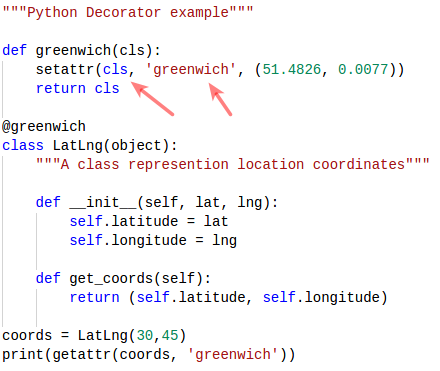 """Python Decorator example"""
def greenwich(cls):
    setattr(cls, 'greenwich', (51.4826, 0.0077))
    return cls
@greenwich
class LatLng(object):
    """A class represention location coordinates"""
    def __init__(self, lat, lng):
        self.latitude = lat
        self.longitude = lng
    def get_coords(self):
        return (self.latitude, self.longitude)
coords = LatLng(30,45)
print(getattr(coords, 'greenwich'))